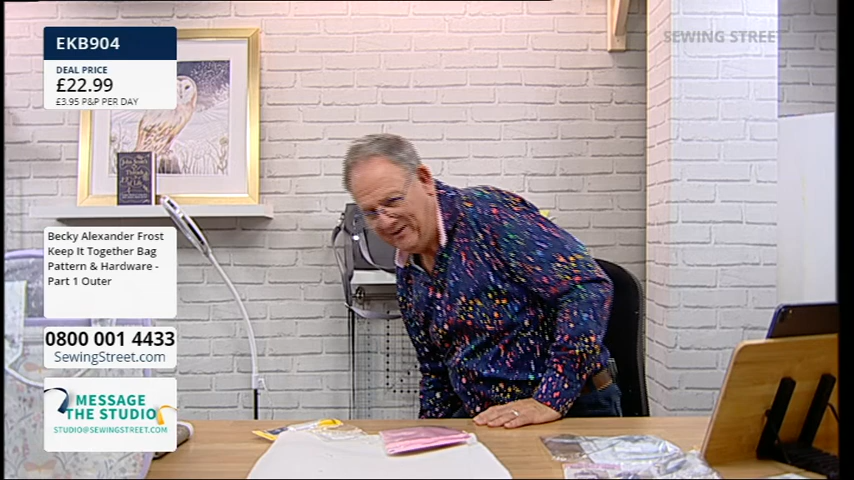 EKB904
DEAL PRICE
£22.99
£3.95 P&P PER DAY
SEWING STREET
Becky Alexander Frost
Keep It Together Bag
Pattern & Hardware -
Part 1 Outer
0800 001 4433
SewingStreet.com
MESSAGE
THE STUDIO
STUDIO@SEWINGSTREET.COM